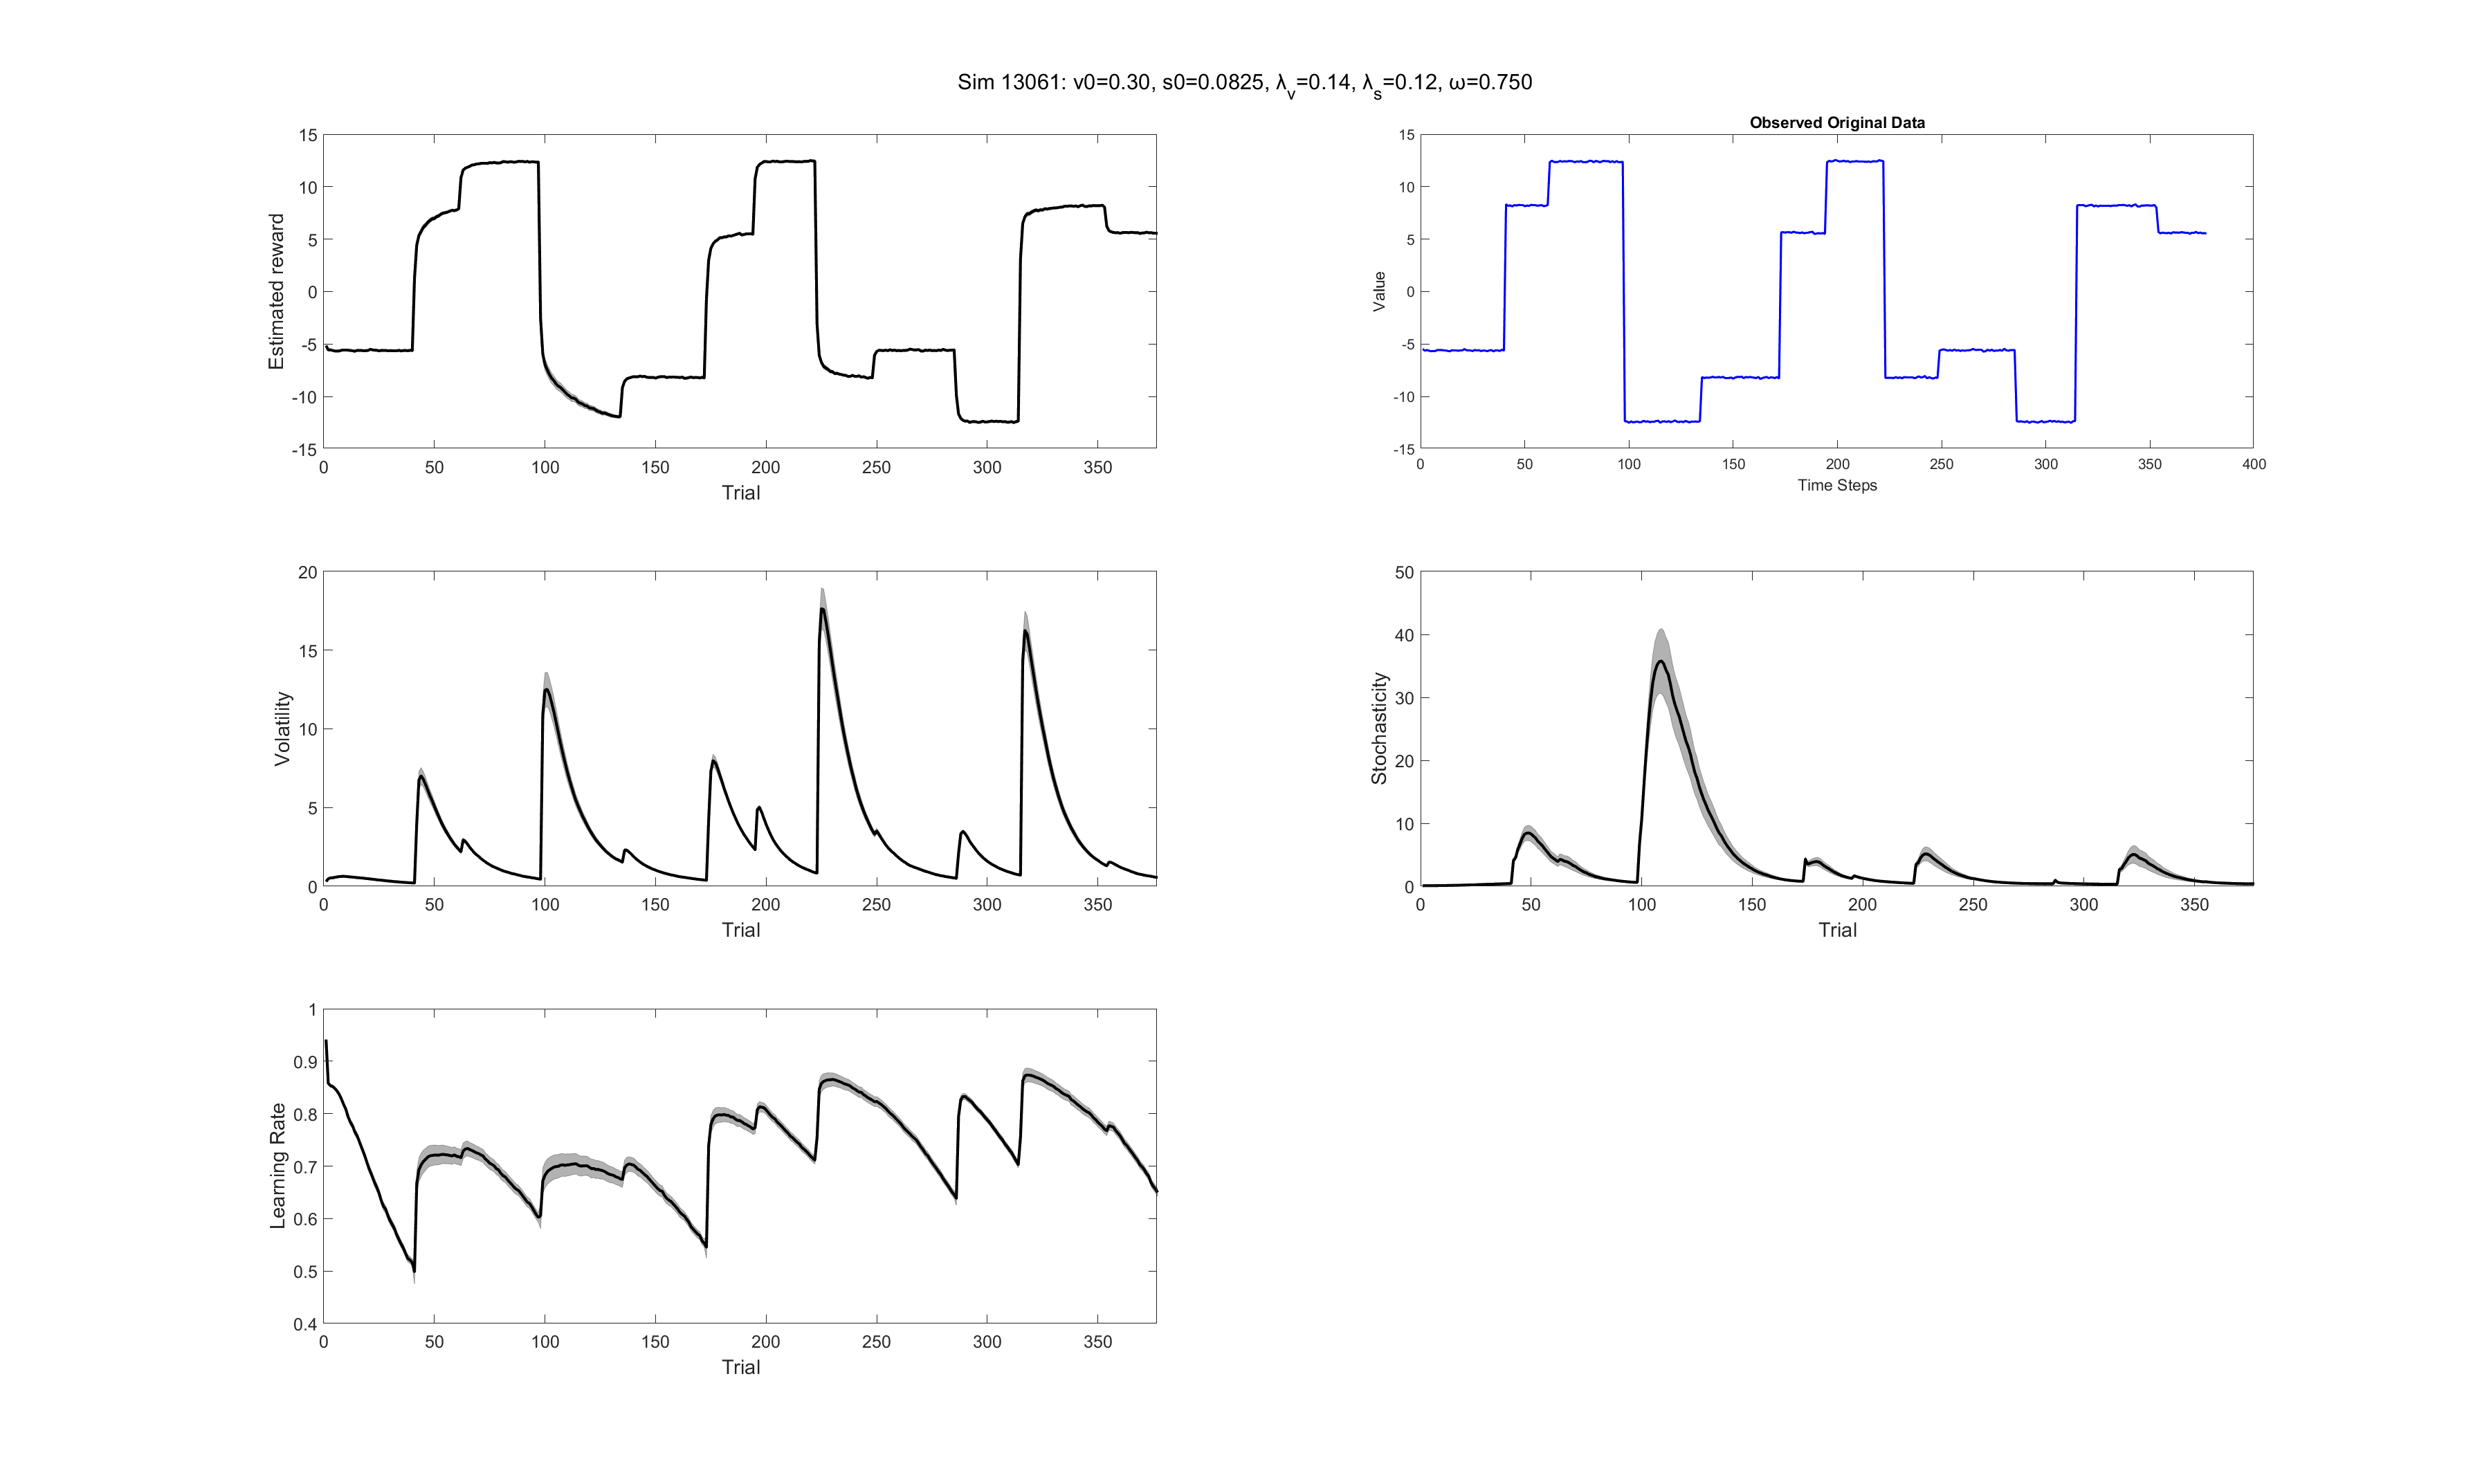 Sim 13061: v0=0.30, s0=0.0825, λ_v=0.14, λ_s=0.12, ω=0.750
15
10
5
0
-5
-10
-15
Estimated reward
0 50 100 150 200 250 300 350
Trial
Observed Original Data
15
10
5
0
-5
-10
-15
Value
0 50 100 150 200 250 300 350 400
Time Steps
20
15
10
5
0
Volatility
0 50 100 150 200 250 300 350
Trial
50
40
30
20
10
0
Stochasticity
0 50 100 150 200 250 300 350
Trial
1
0.9
0.8
0.7
0.6
0.5
0.4
Learning Rate
0 50 100 150 200 250 300 350
Trial